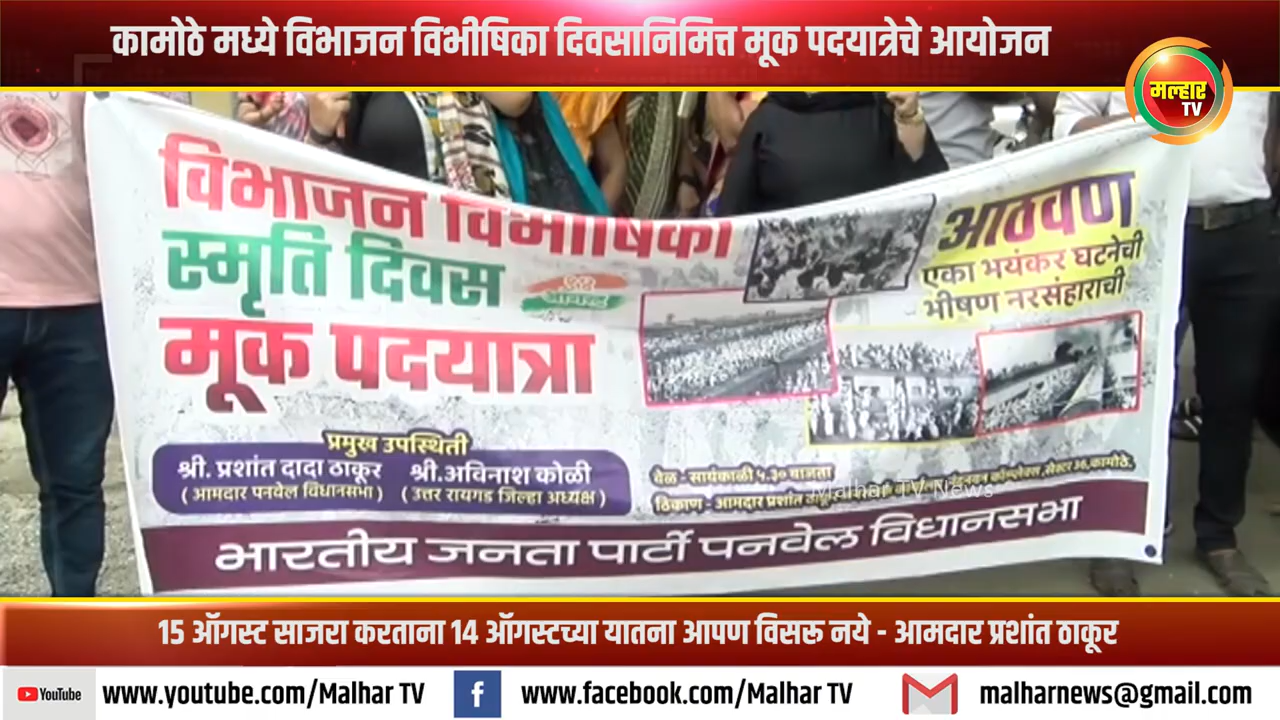 कामोठे मध्ये विभाजन विभीषिका दिवसानिमित्त मूक पदयात्रेचे आयोजन
मल्हार
TV
विभाजन विभीषिका
स्मृति दिवस
१४
ऑगस्ट
मूक पदयात्रा
आठवण
एका भयंकर घटनेची
भीषण नरसंहाराची
प्रमुख उपस्थिती
श्री. प्रशांत दादा ठाकूर
( आमदार पनवेल विधानसभा )
श्री.अविनाश कोळी
( उत्तर रायगड जिल्हा अध्यक्ष )
वेळ - सायंकाळी ५.३० वाजता
ठिकाण - आमदार प्रशांत कॉम्प्लेक्स ,सेक्टर 36,कामोठे.
Malhar TV News
भारतीय जनता पार्टी पनवेल विधानसभा
15 ऑगस्ट साजरा करताना 14 ऑगस्टच्या यातना आपण विसरू नये - आमदार प्रशांत ठाकूर
YouTube
www.youtube.com/Malhar TV
f
www.facebook.com/Malhar TV
malharnews@gmail.com